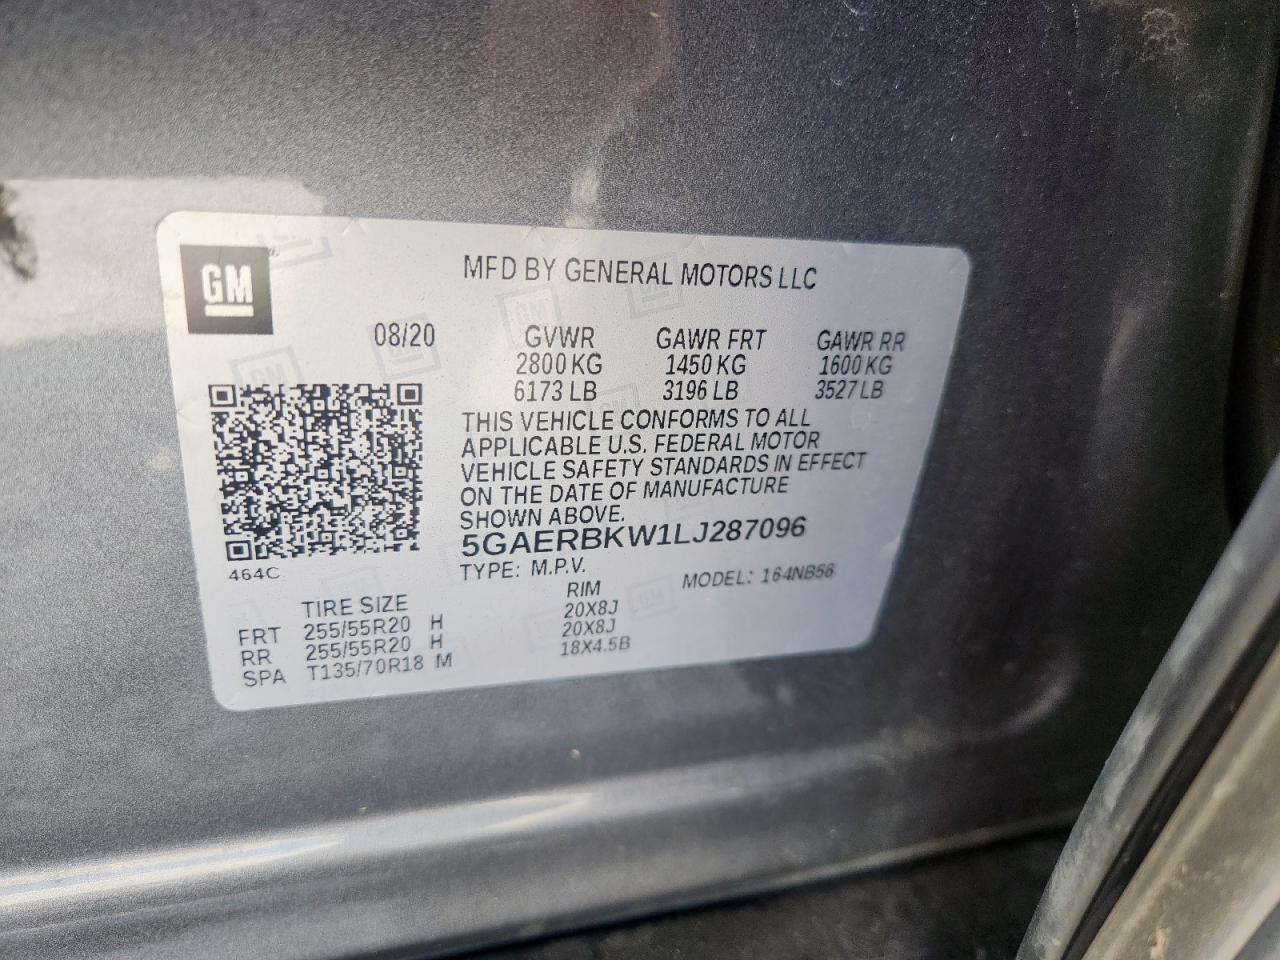 GM
MFD BY GENERAL MOTORS LLC
08/20
GVWR GAWR FRT GAWR RR
2800 KG 1450 KG 1600 KG
6173 LB 3196 LB 3527 LB
THIS VEHICLE CONFORMS TO ALL
APPLICABLE U.S. FEDERAL MOTOR
VEHICLE SAFETY STANDARDS IN EFFECT
ON THE DATE OF MANUFACTURE
SHOWN ABOVE.
5GAERBKW1LJ287096
464C
TYPE: M.P.V. MODEL: 164NB56
TIRE SIZE RIM
FRT 255/55R20 H 20X8J
RR 255/55R20 H 20X8J
SPA T135/70R18 M 18X4.5B